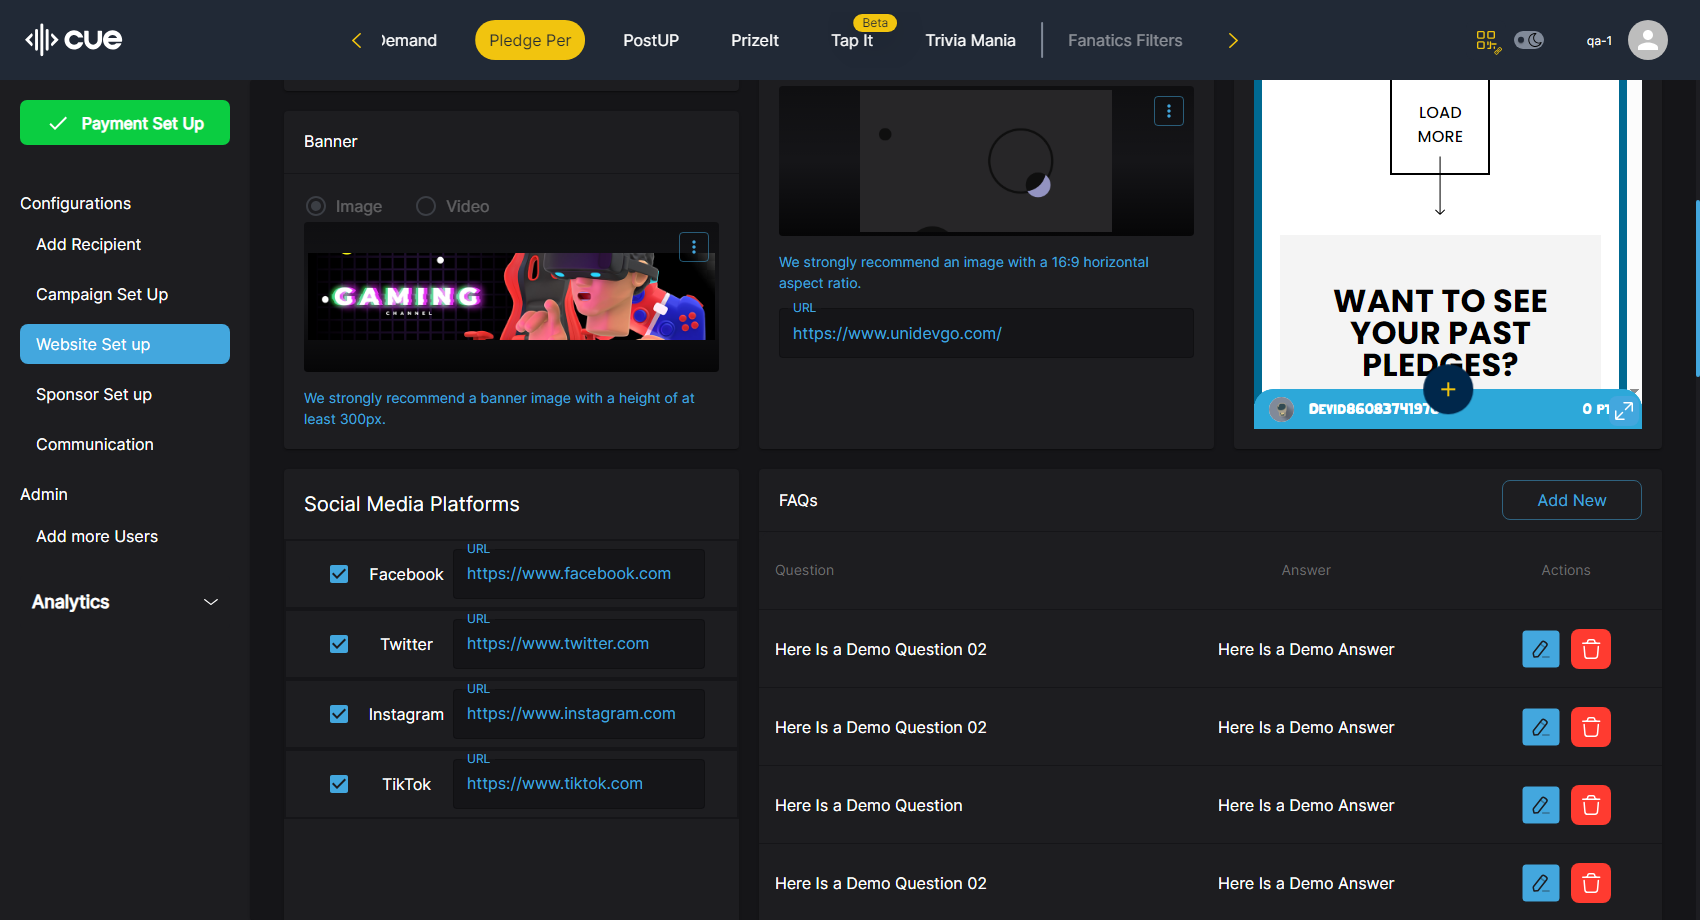 cue
Demand
Pledge Per
PostUP
PrizeIt
Beta
Tap It
Trivia Mania
Fanatics Filters
qa-1
Payment Set Up
Configurations
Add Recipient
Campaign Set Up
Website Set up
Sponsor Set up
Communication
Admin
Add more Users
Analytics
Banner
Image
Video
GAMING
CHANNEL
We strongly recommend a banner image with a height of at
least 300px.
We strongly recommend an image with a 16:9 horizontal
aspect ratio.
URL
https://www.unidevgo.com/
LOAD
MORE
WANT TO SEE
YOUR PAST
PLEDGES?
0 PT
Social Media Platforms
Facebook
URL
https://www.facebook.com
Twitter
URL
https://www.twitter.com
Instagram
URL
https://www.instagram.com
TikTok
URL
https://www.tiktok.com
FAQs
Add New
Question
Answer
Actions
Here Is a Demo Question 02
Here Is a Demo Answer
Here Is a Demo Question 02
Here Is a Demo Answer
Here Is a Demo Question
Here Is a Demo Answer
Here Is a Demo Question 02
Here Is a Demo Answer